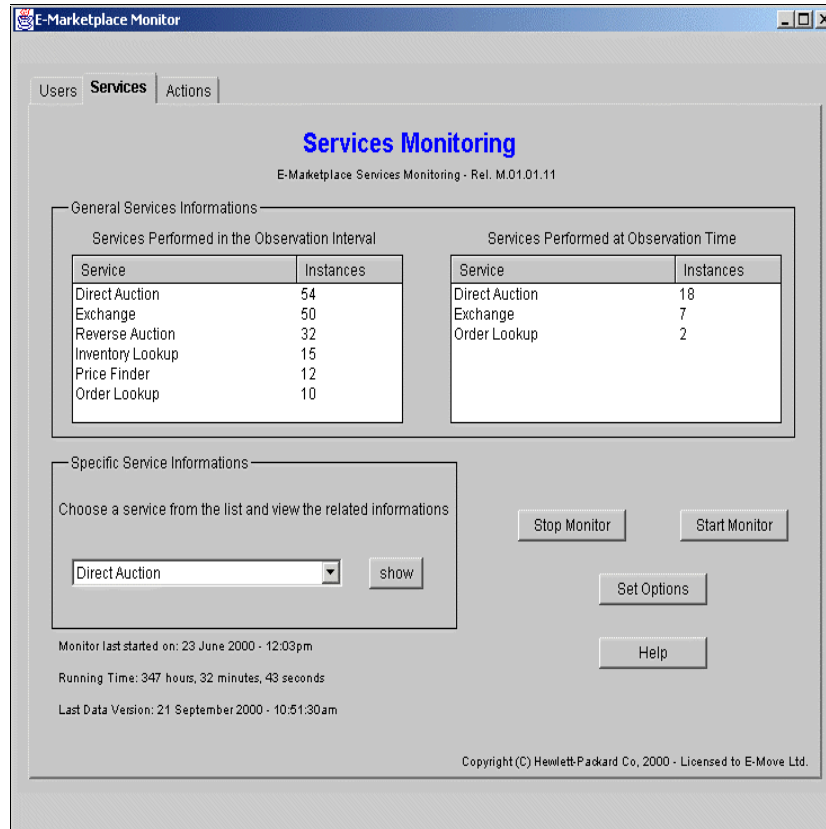 E-Marketplace Monitor
Users Services Actions
Services Monitoring
E-Marketplace Services Monitoring - Rel. M.01.01.11
General Services Informations
Services Performed in the Observation Interval
Service Instances
Direct Auction 54
Exchange 50
Reverse Auction 32
Inventory Lookup 15
Price Finder 12
Order Lookup 10
Services Performed at Observation Time
Service Instances
Direct Auction 18
Exchange 7
Order Lookup 2
Specific Service Informations
Choose a service from the list and view the related informations
Direct Auction show
Stop Monitor Start Monitor
Set Options
Help
Monitor last started on: 23 June 2000 - 12:03pm
Running Time: 347 hours, 32 minutes, 43 seconds
Last Data Version: 21 September 2000 - 10:51:30am
Copyright (C) Hewlett-Packard Co, 2000 - Licensed to E-Move Ltd.